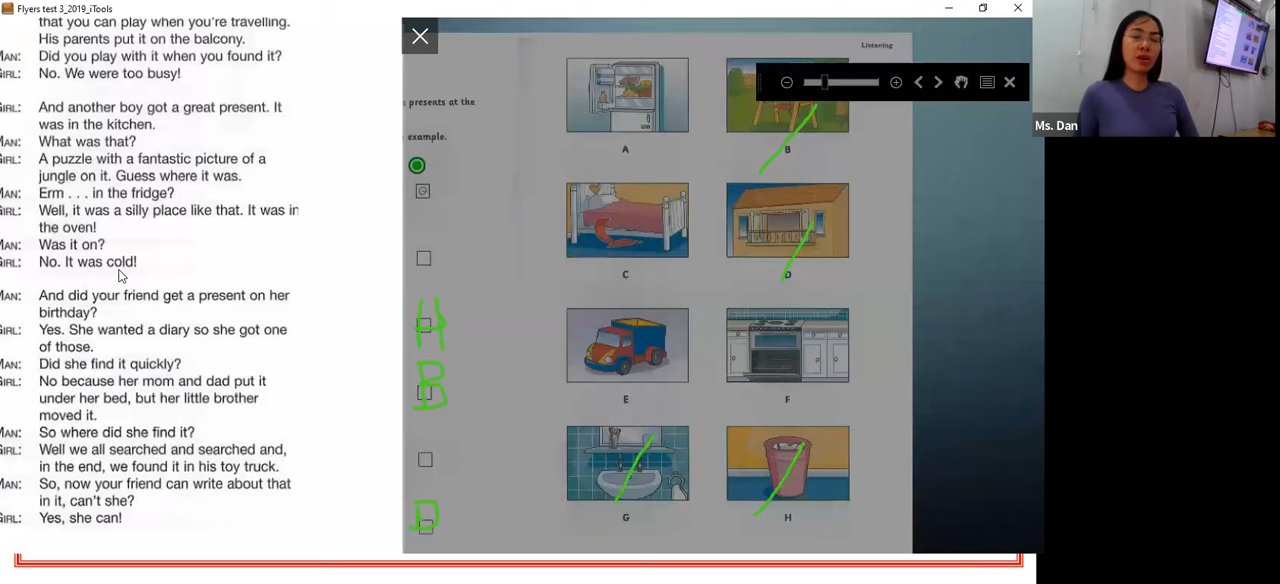 Flyers test 3_2019_iTools
that you can play when you're travelling.
His parents put it on the balcony.
MAN: Did you play with it when you found it?
GIRL: No. We were too busy!
GIRL: And another boy got a great present. It
was in the kitchen.
MAN: What was that?
GIRL: A puzzle with a fantastic picture of a
jungle on it. Guess where it was.
MAN: Erm . . . in the fridge?
GIRL: Well, it was a silly place like that. It was in
the oven!
MAN: Was it on?
GIRL: No. It was cold!
MAN: And did your friend get a present on her
birthday?
GIRL: Yes. She wanted a diary so she got one
of those.
MAN: Did she find it quickly?
GIRL: No because her mom and dad put it
under her bed, but her little brother
moved it.
MAN: So where did she find it?
GIRL: Well we all searched and searched and,
in the end, we found it in his toy truck.
MAN: So, now your friend can write about that
in it, can't she?
GIRL: Yes, she can!
Listening
presents at the
example.
G
H
B
D
A
B
C
D
E
F
G
H
Ms. Dan